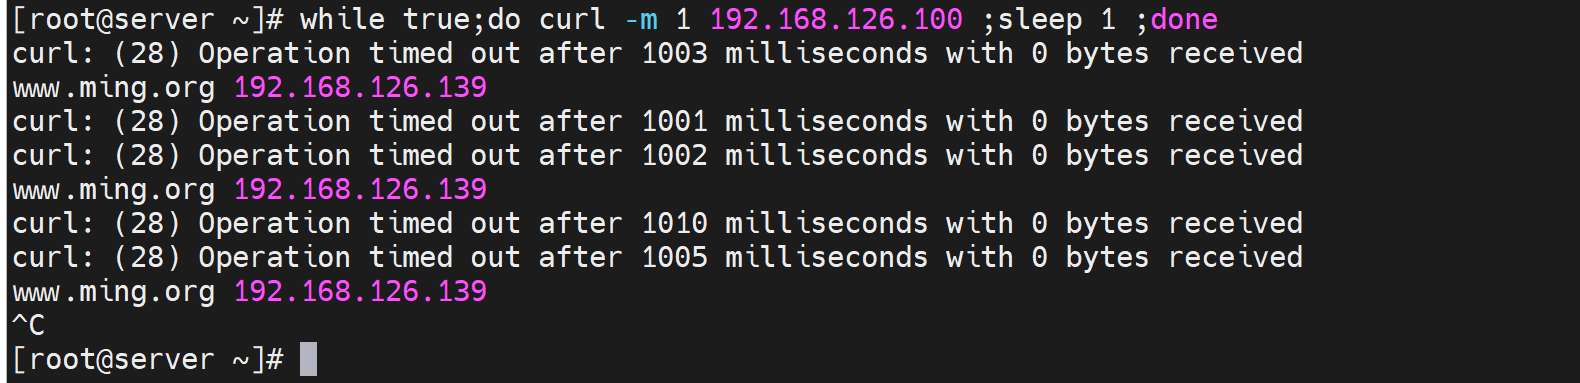 [root@server ~]# while true;do curl -m 1 192.168.126.100 ;sleep 1 ;done
curl: (28) Operation timed out after 1003 milliseconds with 0 bytes received
www.ming.org 192.168.126.139
curl: (28) Operation timed out after 1001 milliseconds with 0 bytes received
curl: (28) Operation timed out after 1002 milliseconds with 0 bytes received
www.ming.org 192.168.126.139
curl: (28) Operation timed out after 1010 milliseconds with 0 bytes received
curl: (28) Operation timed out after 1005 milliseconds with 0 bytes received
www.ming.org 192.168.126.139
^C
[root@server ~]#